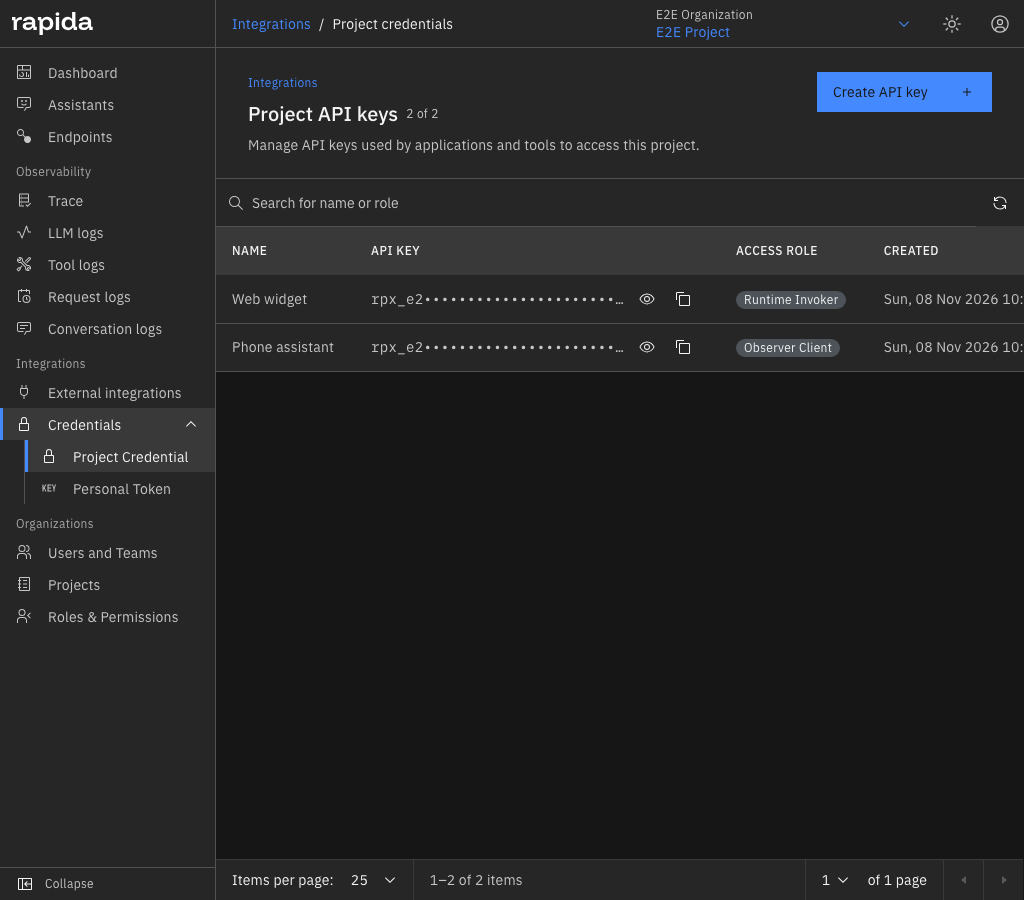 rapida
Integrations / Project credentials
E2E Organization
E2E Project
Dashboard
Assistants
Endpoints
Observability
Trace
LLM logs
Tool logs
Request logs
Conversation logs
Integrations
External integrations
Credentials
Project Credential
KEY Personal Token
Organizations
Users and Teams
Projects
Roles & Permissions
Collapse
Integrations
Project API keys 2 of 2
Manage API keys used by applications and tools to access this project.
Create API key +
Search for name or role
NAME API KEY ACCESS ROLE CREATED
Web widget rpx_e2••••••••••••••••••••••… Runtime Invoker Sun, 08 Nov 2026 10:
Phone assistant rpx_e2••••••••••••••••••••••… Observer Client Sun, 08 Nov 2026 10:
Items per page: 25 1–2 of 2 items 1 of 1 page